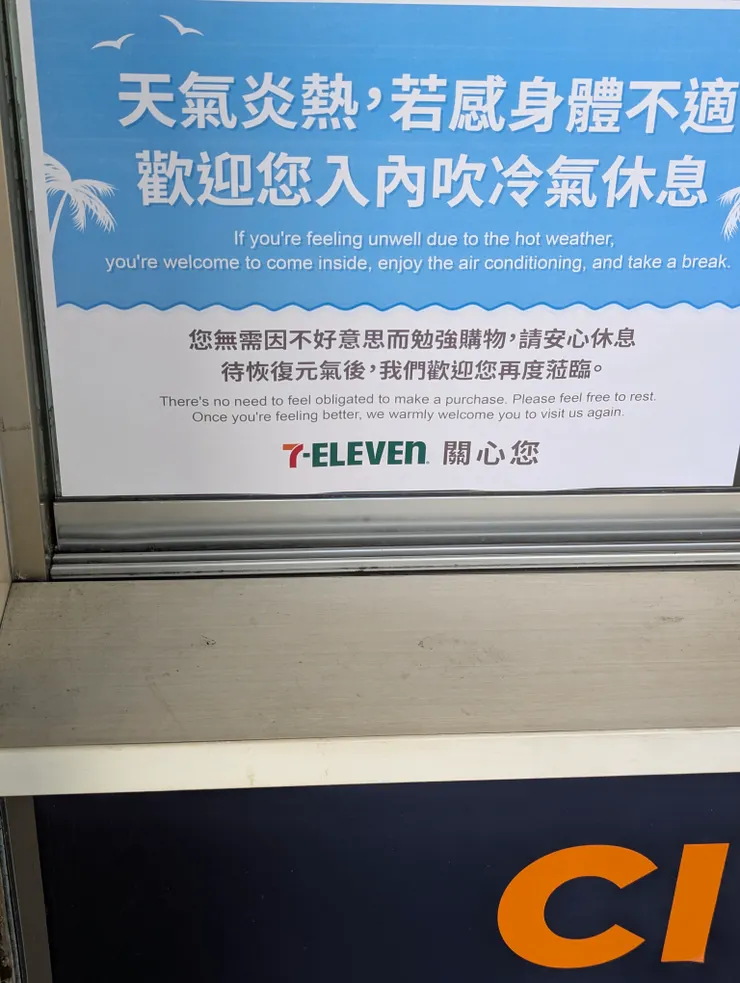 天氣炎熱,若感身體不適
歡迎您入內吹冷氣休息
If you're feeling unwell due to the hot weather,
you're welcome to come inside, enjoy the air conditioning, and take a break.
您無需因不好意思而勉強購物,請安心休息
待恢復元氣後,我們歡迎您再度蒞臨。
There's no need to feel obligated to make a purchase. Please feel free to rest.
Once you're feeling better, we warmly welcome you to visit us again.
7-ELEVEn. 關心您
CI